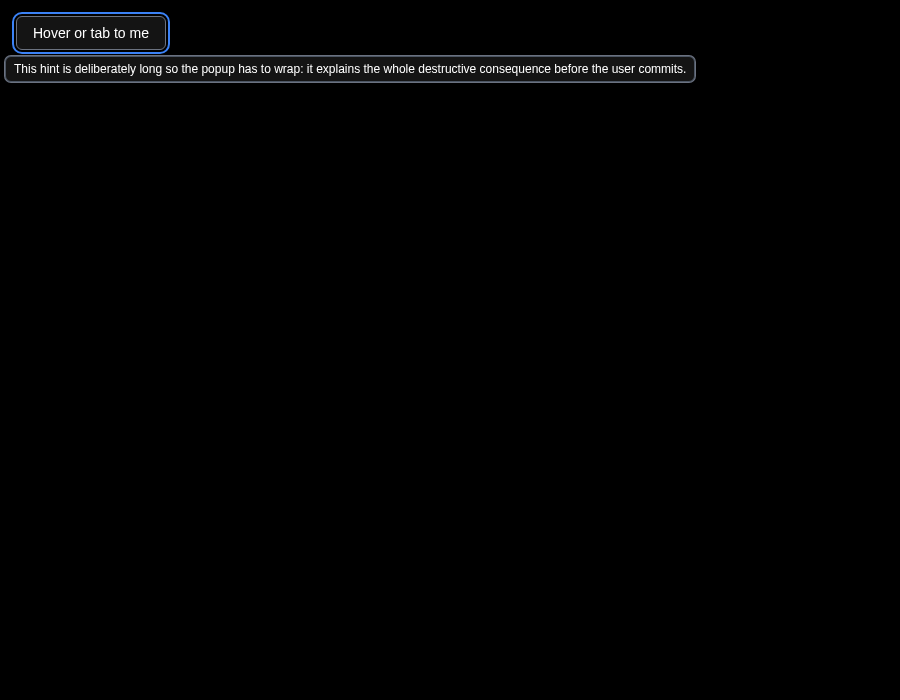 Hover or tab to me
This hint is deliberately long so the popup has to wrap: it explains the whole destructive consequence before the user commits.